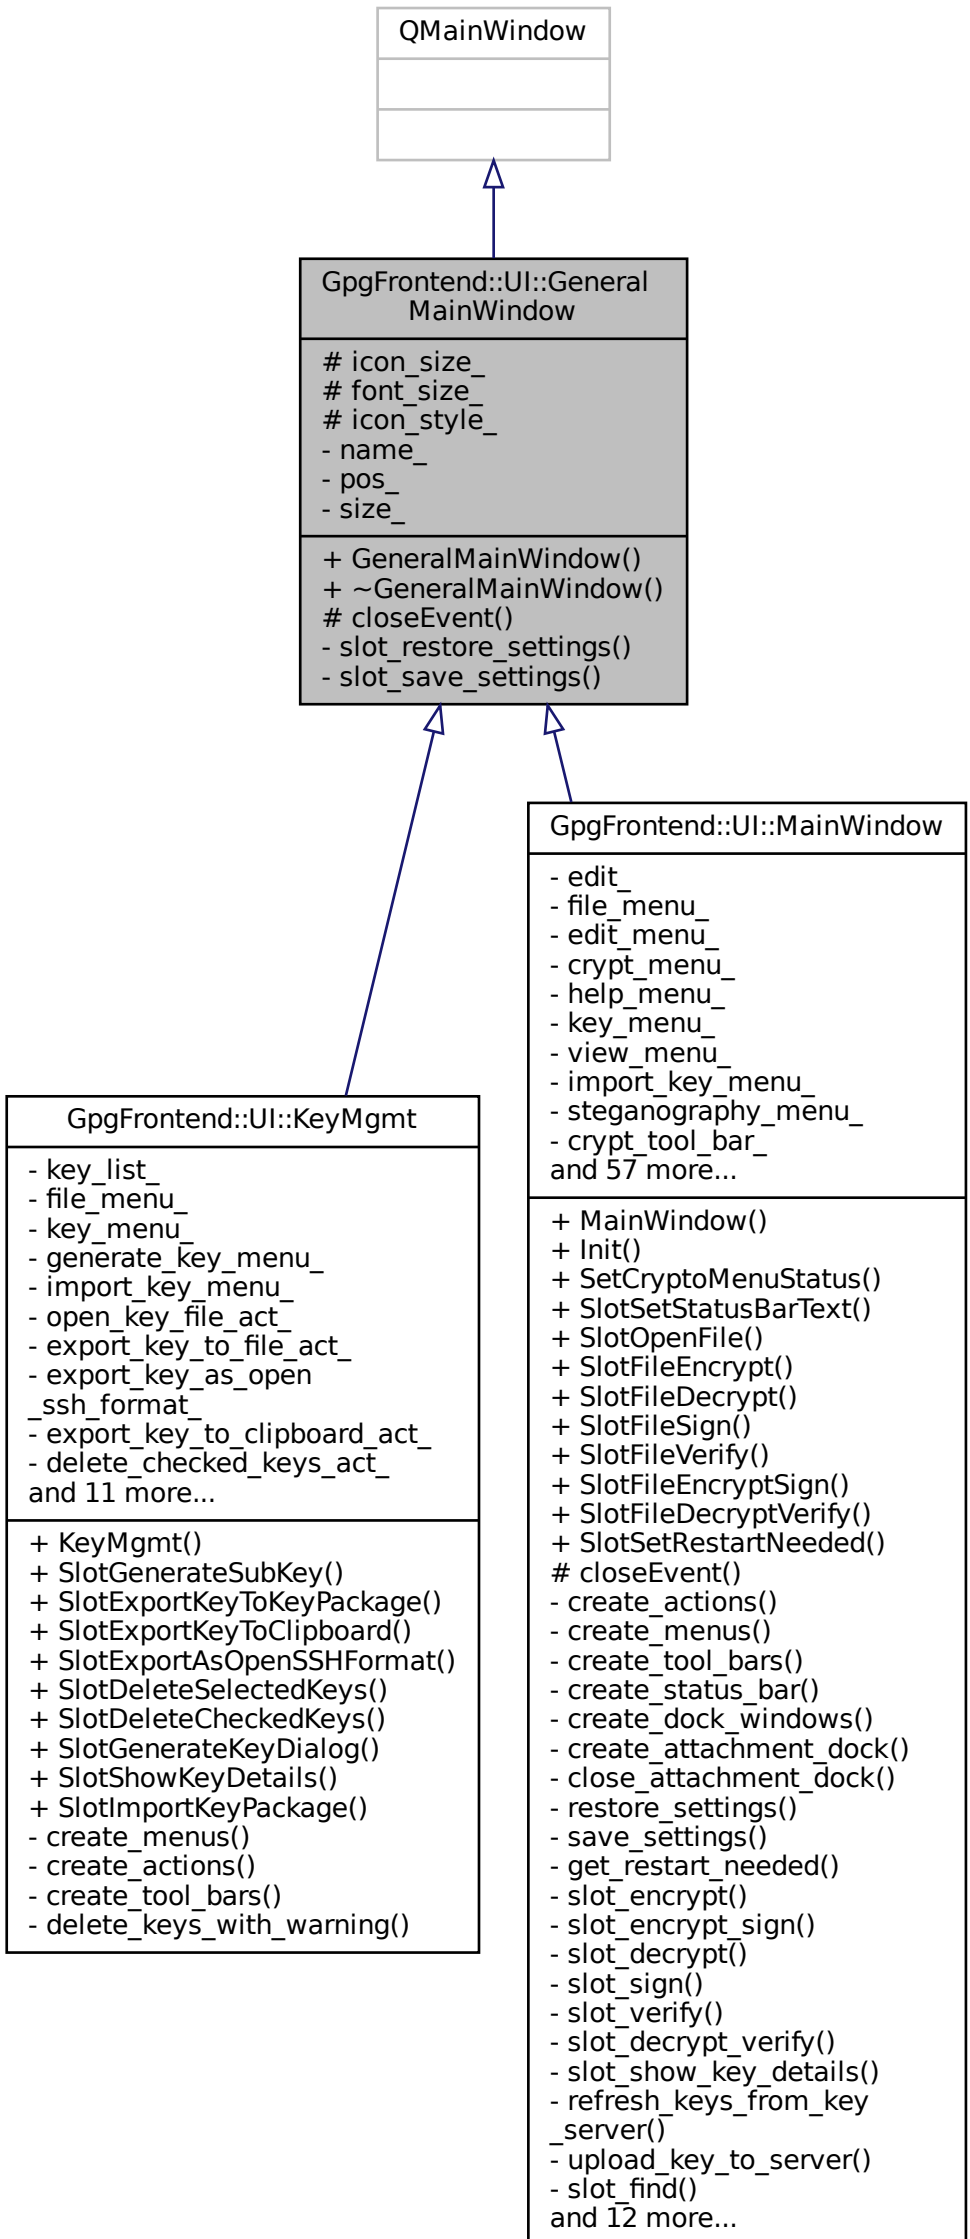 QMainWindow
GpgFrontend::UI::General
MainWindow
# icon_size_
# font_size_
# icon_style_
- name_
- pos_
- size_
+ GeneralMainWindow()
+ ~GeneralMainWindow()
# closeEvent()
- slot_restore_settings()
- slot_save_settings()
GpgFrontend::UI::KeyMgmt
- key_list_
- file_menu_
- key_menu_
- generate_key_menu_
- import_key_menu_
- open_key_file_act_
- export_key_to_file_act_
- export_key_as_open
_ssh_format_
- export_key_to_clipboard_act_
- delete_checked_keys_act_
and 11 more...
+ KeyMgmt()
+ SlotGenerateSubKey()
+ SlotExportKeyToKeyPackage()
+ SlotExportKeyToClipboard()
+ SlotExportAsOpenSSHFormat()
+ SlotDeleteSelectedKeys()
+ SlotDeleteCheckedKeys()
+ SlotGenerateKeyDialog()
+ SlotShowKeyDetails()
+ SlotImportKeyPackage()
- create_menus()
- create_actions()
- create_tool_bars()
- delete_keys_with_warning()
GpgFrontend::UI::MainWindow
- edit_
- file_menu_
- edit_menu_
- crypt_menu_
- help_menu_
- key_menu_
- view_menu_
- import_key_menu_
- steganography_menu_
- crypt_tool_bar_
and 57 more...
+ MainWindow()
+ Init()
+ SetCryptoMenuStatus()
+ SlotSetStatusBarText()
+ SlotOpenFile()
+ SlotFileEncrypt()
+ SlotFileDecrypt()
+ SlotFileSign()
+ SlotFileVerify()
+ SlotFileEncryptSign()
+ SlotFileDecryptVerify()
+ SlotSetRestartNeeded()
# closeEvent()
- create_actions()
- create_menus()
- create_tool_bars()
- create_status_bar()
- create_dock_windows()
- create_attachment_dock()
- close_attachment_dock()
- restore_settings()
- save_settings()
- get_restart_needed()
- slot_encrypt()
- slot_encrypt_sign()
- slot_decrypt()
- slot_sign()
- slot_verify()
- slot_decrypt_verify()
- slot_show_key_details()
- refresh_keys_from_key
_server()
- upload_key_to_server()
- slot_find()
and 12 more...